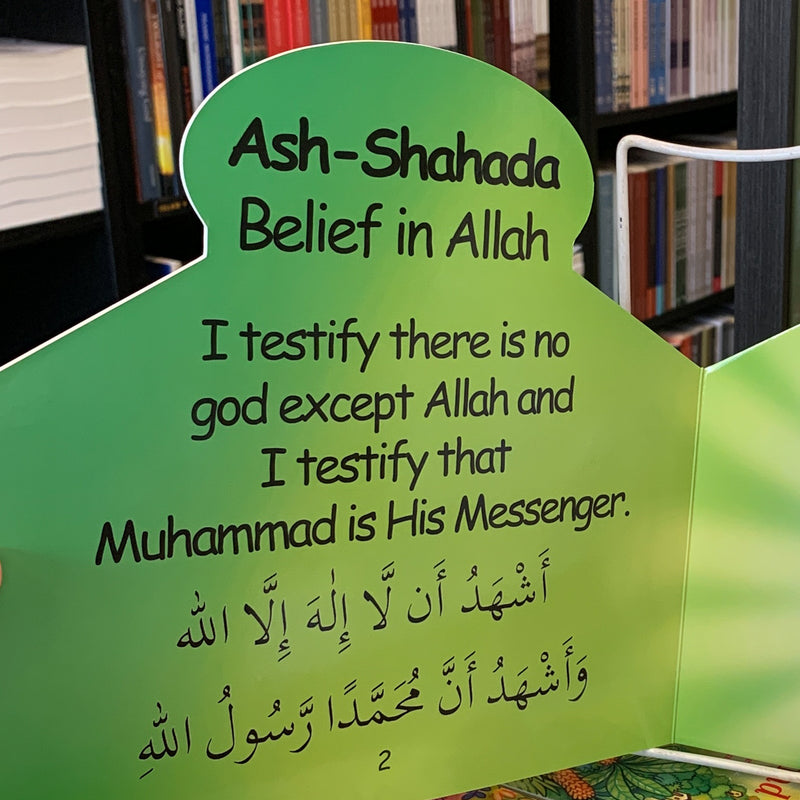 Ash-Shahada
Belief in Allah
I testify there is no
god except Allah and
I testify that
Muhammad is His Messenger.
أَشْهَدُ أَن لَّا إِلٰهَ إِلَّا الله
وَأَشْهَدُ أَنَّ مُحَمَّدًا رَّسُولُ اللهِ
2